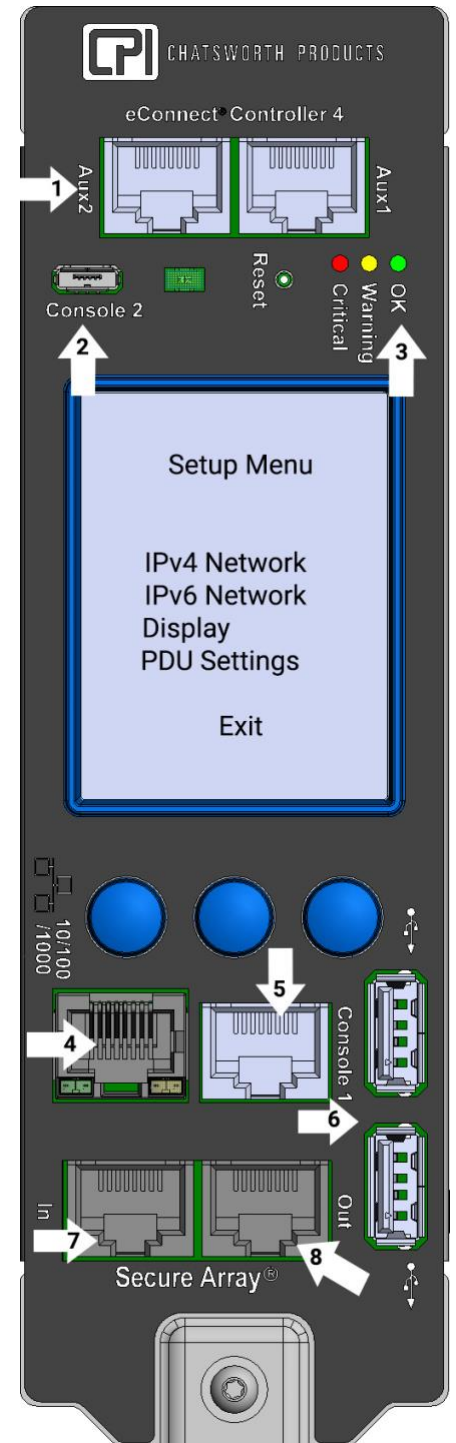 CPI CHATSWORTH PRODUCTS
eConnect® Controller 4
1
Aux2
Aux1
Console 2
Reset
Critical
Warning
OK
2
3
Setup Menu
IPv4 Network
IPv6 Network
Display
PDU Settings
Exit
10/100
/1000
5
4
Console 1
6
In
7
Out
8
Secure Array®